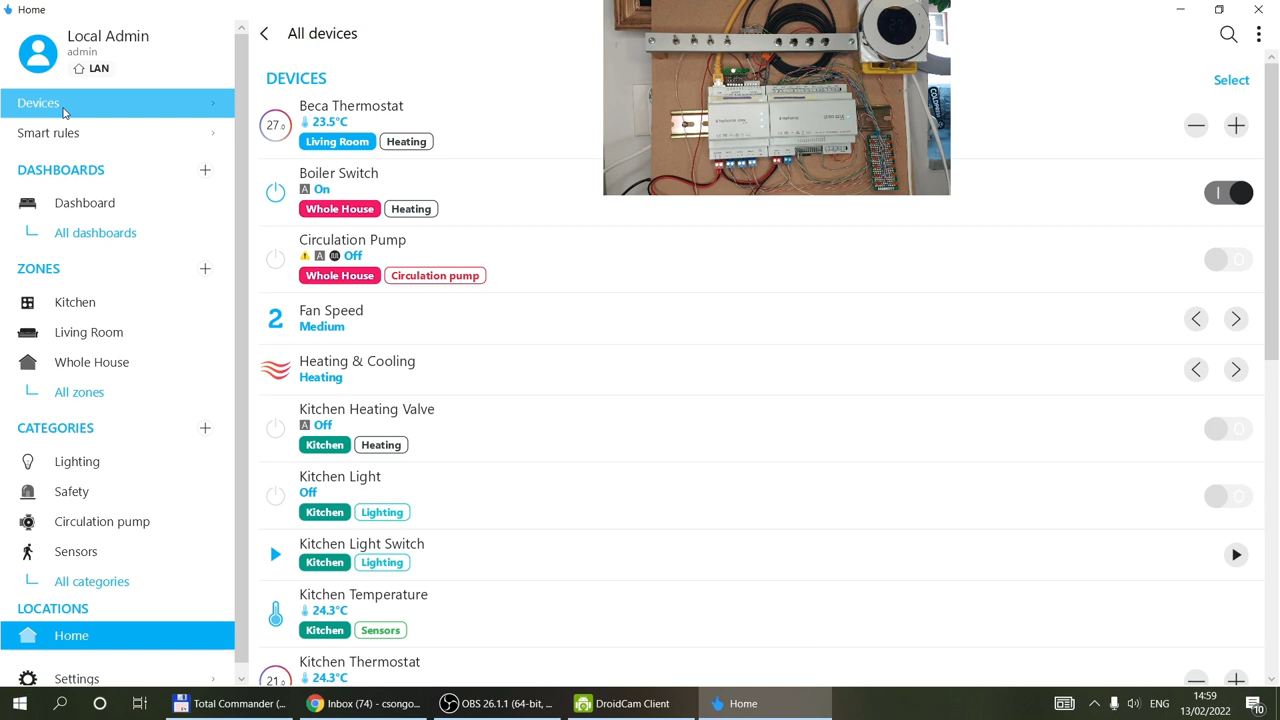 Home
Local Admin
admin
LAN
Devices
Smart rules
DASHBOARDS
Dashboard
All dashboards
ZONES
Kitchen
Living Room
Whole House
All zones
CATEGORIES
Lighting
Safety
Circulation pump
Sensors
All categories
LOCATIONS
Home
Settings
All devices
DEVICES
Select
Beca Thermostat
27.0
23.5°C
Living Room Heating
Boiler Switch
A On
Whole House Heating
Circulation Pump
A Off
Whole House Circulation pump
2 Fan Speed
Medium
Heating & Cooling
Heating
Kitchen Heating Valve
A Off
Kitchen Heating
Kitchen Light
Off
Kitchen Lighting
Kitchen Light Switch
Kitchen Lighting
Kitchen Temperature
24.3°C
Kitchen Sensors
Kitchen Thermostat
21.0 24.3°C
Total Commander (...
Inbox (74) - csongo...
OBS 26.1.1 (64-bit, ...
DroidCam Client
Home
ENG
14:59
13/02/2022
10